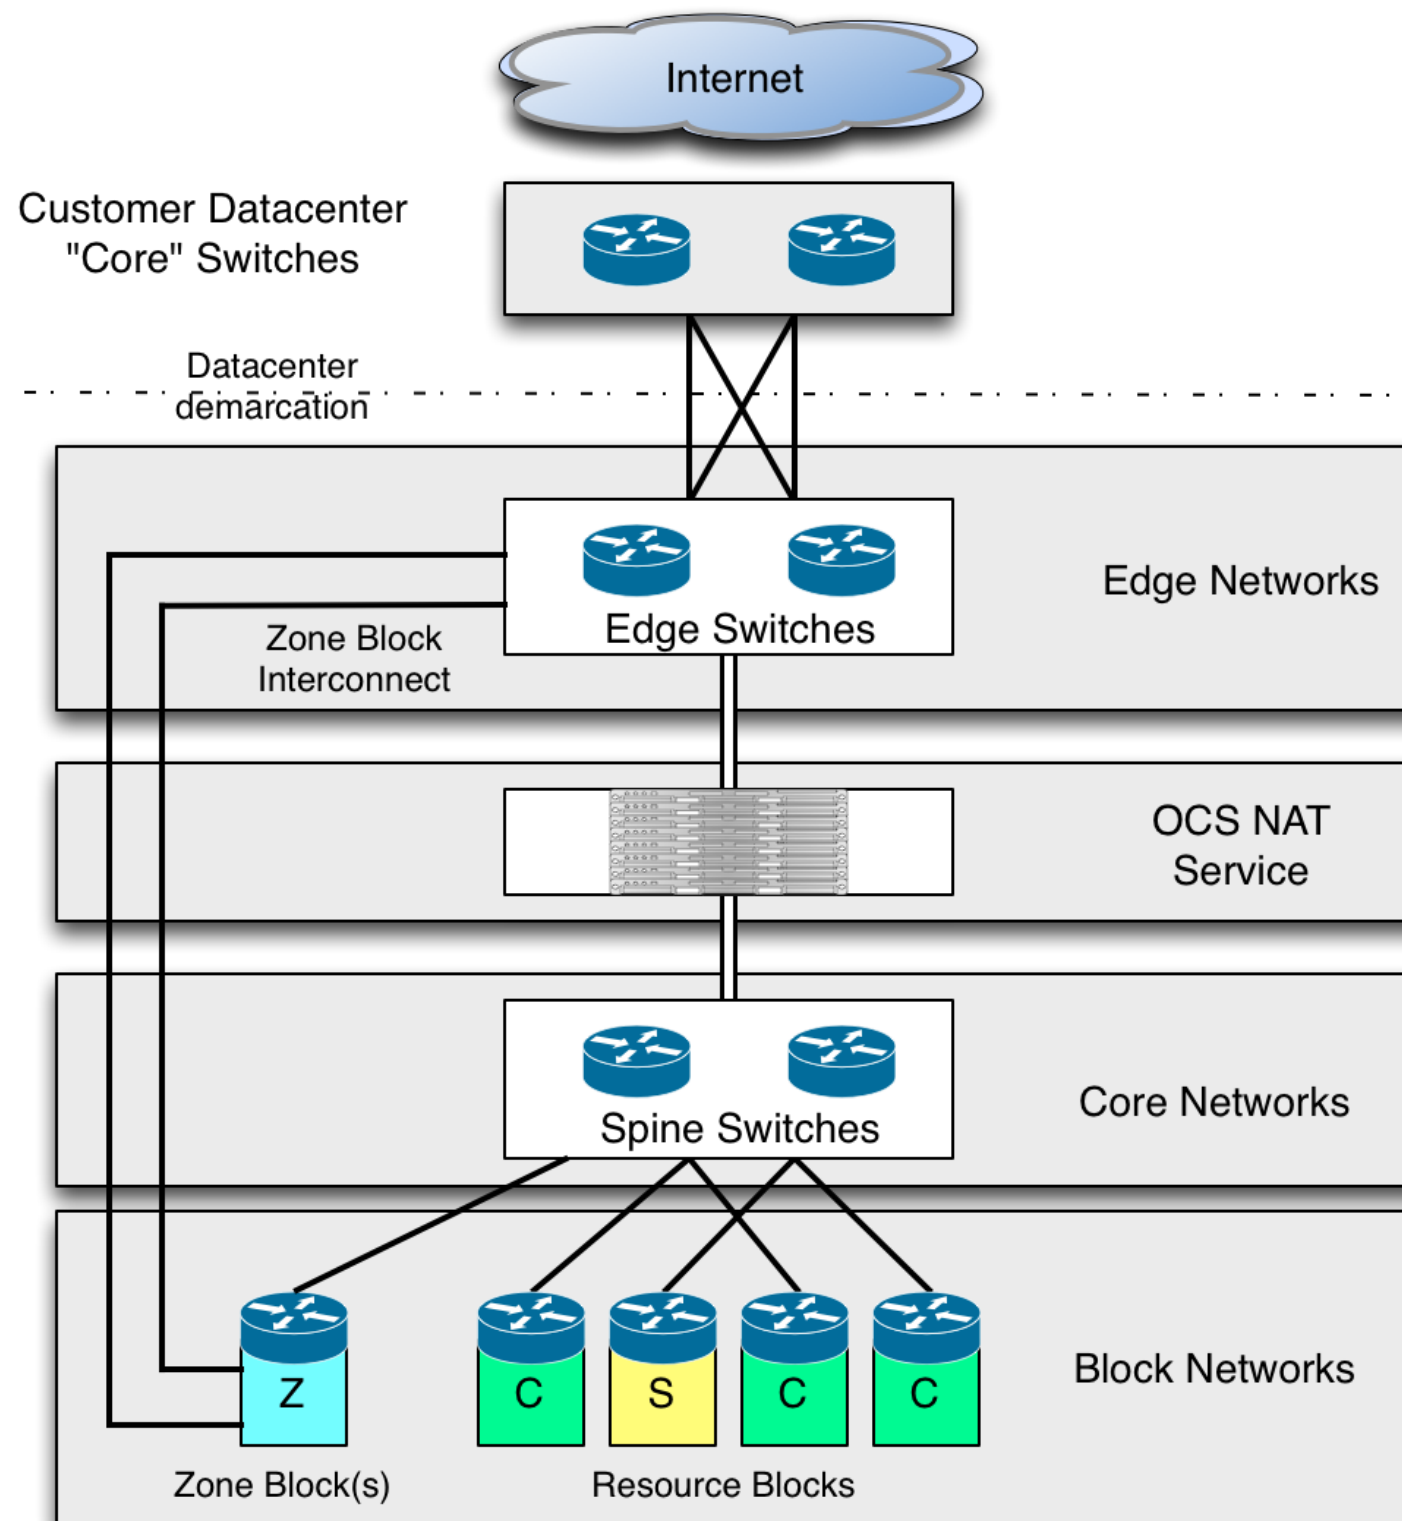 Internet
Customer Datacenter
"Core" Switches
Datacenter
demarcation
Edge Networks
Edge Switches
Zone Block
Interconnect
OCS NAT
Service
Core Networks
Spine Switches
Block Networks
Z
C
S
C
C
Zone Block(s)
Resource Blocks